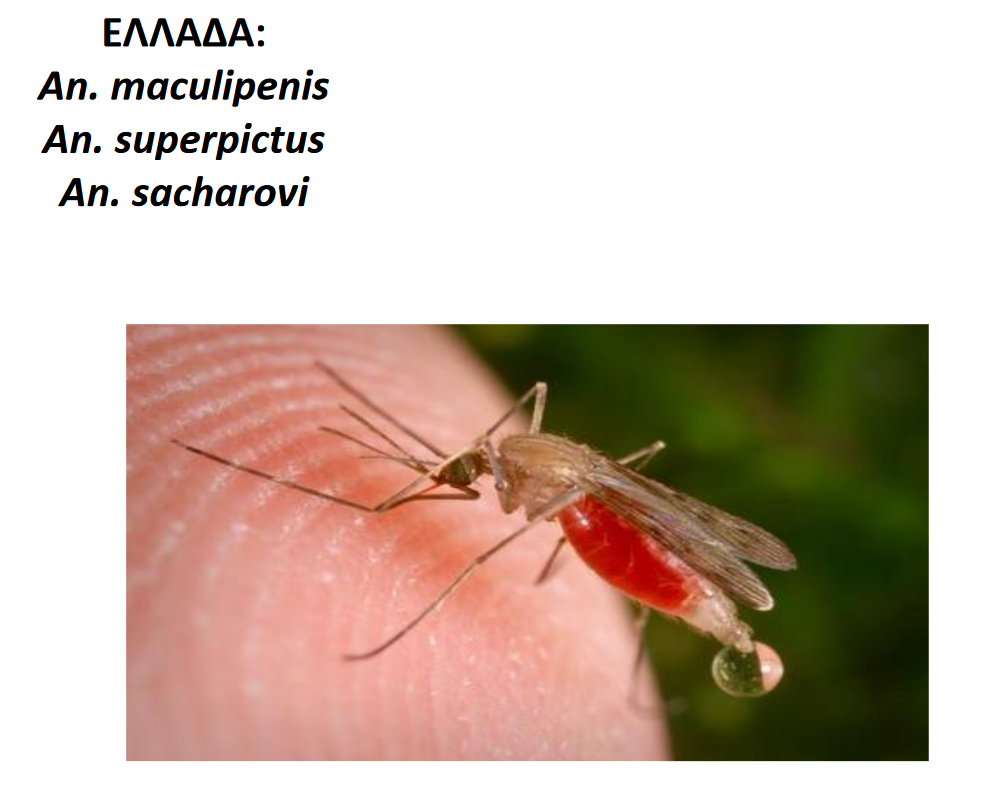 ΕΛΛΑΔΑ:
An. maculipenis
An. superpictus
An. sacharovi